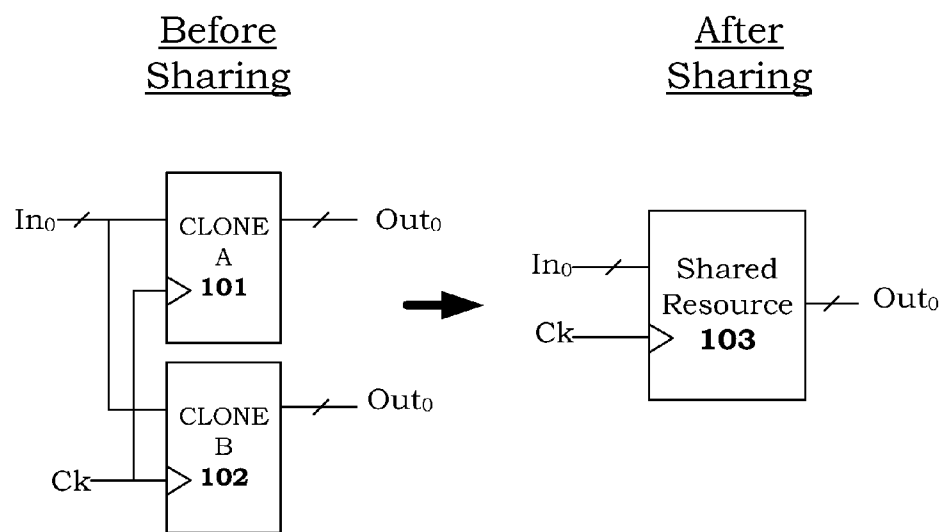 Before
Sharing
After
Sharing
In₀
CLONE
A
101
Out₀
CLONE
B
102
Out₀
Ck
In₀
Ck
Shared
Resource
103
Out₀